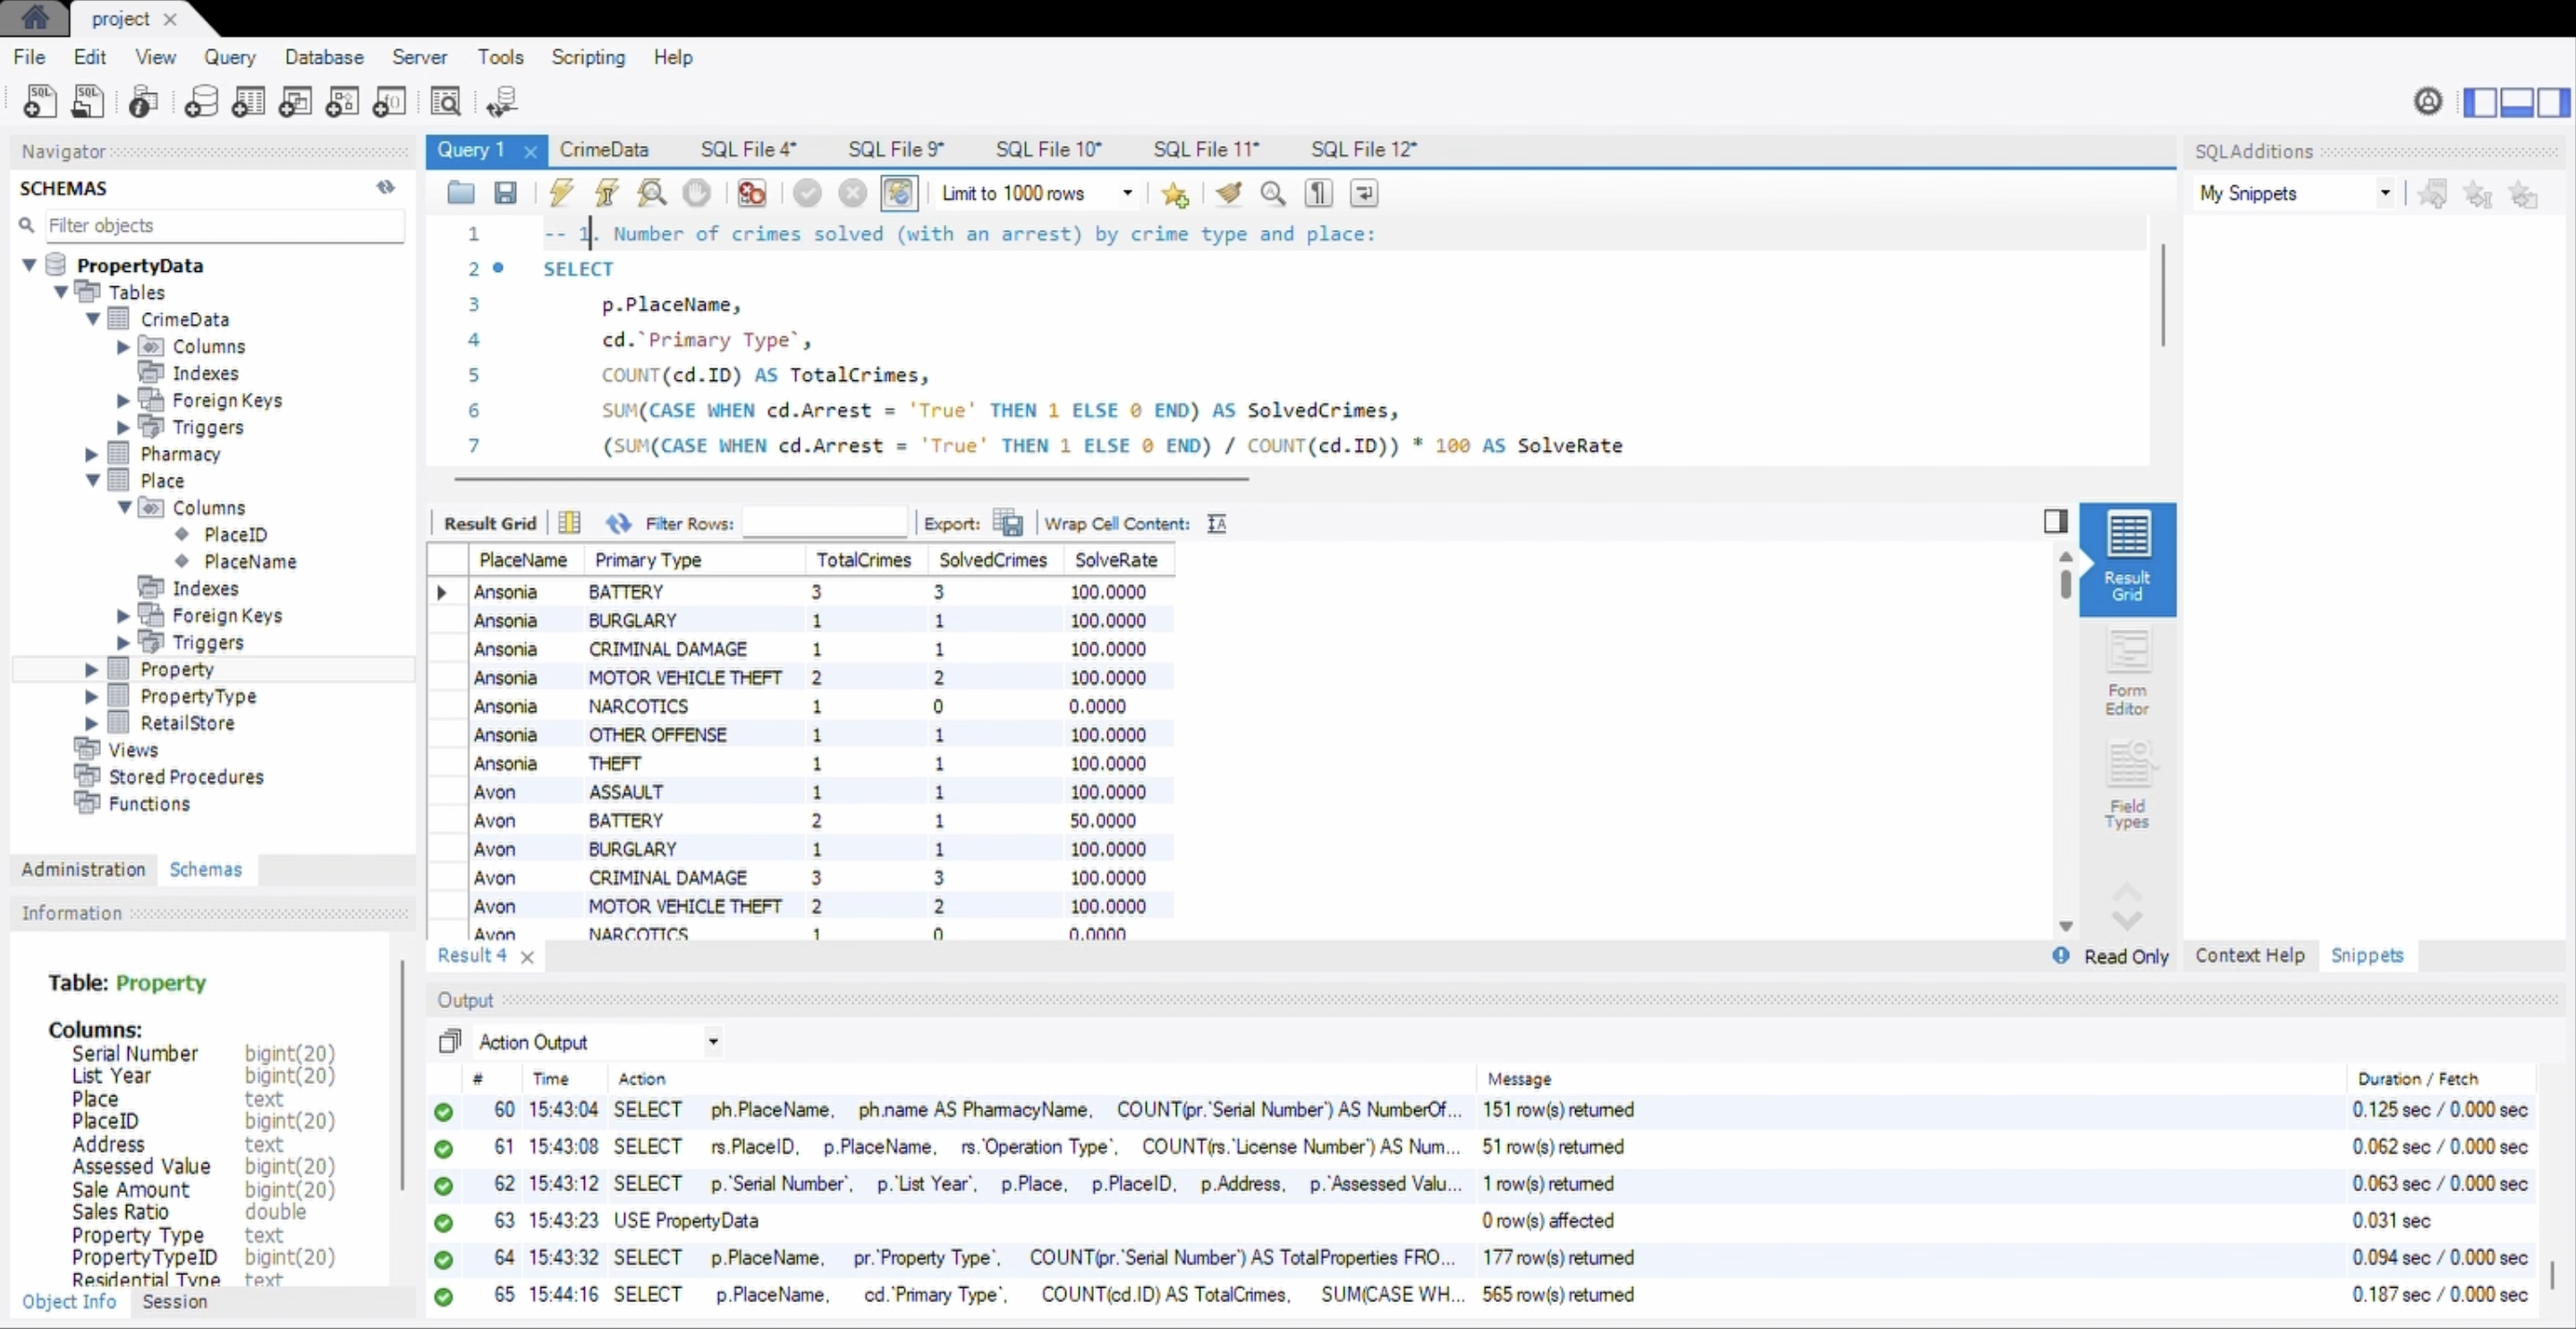 project
File Edit View Query Database Server Tools Scripting Help
Navigator
SCHEMAS
Filter objects
PropertyData
Tables
CrimeData
Columns
Indexes
Foreign Keys
Triggers
Pharmacy
Place
Columns
PlaceID
PlaceName
Indexes
Foreign Keys
Triggers
Property
PropertyType
RetailStore
Views
Stored Procedures
Functions
Administration Schemas
Information
Table: Property
Columns:
Serial Number bigint(20)
List Year bigint(20)
Place text
PlaceID bigint(20)
Address text
Assessed Value bigint(20)
Sale Amount bigint(20)
Sales Ratio double
Property Type text
PropertyTypeID bigint(20)
Residential Type text
Object Info Session
Query 1 CrimeData SQL File 4* SQL File 9* SQL File 10* SQL File 11* SQL File 12*
Limit to 1000 rows
1 -- 1. Number of crimes solved (with an arrest) by crime type and place:
2 SELECT
3 p.PlaceName,
4 cd.`Primary Type`,
5 COUNT(cd.ID) AS TotalCrimes,
6 SUM(CASE WHEN cd.Arrest = 'True' THEN 1 ELSE 0 END) AS SolvedCrimes,
7 (SUM(CASE WHEN cd.Arrest = 'True' THEN 1 ELSE 0 END) / COUNT(cd.ID)) * 100 AS SolveRate
Result Grid Filter Rows: Export: Wrap Cell Content:
PlaceName Primary Type TotalCrimes SolvedCrimes SolveRate
Ansonia BATTERY 3 3 100.0000
Ansonia BURGLARY 1 1 100.0000
Ansonia CRIMINAL DAMAGE 1 1 100.0000
Ansonia MOTOR VEHICLE THEFT 2 2 100.0000
Ansonia NARCOTICS 1 0 0.0000
Ansonia OTHER OFFENSE 1 1 100.0000
Ansonia THEFT 1 1 100.0000
Avon ASSAULT 1 1 100.0000
Avon BATTERY 2 1 50.0000
Avon BURGLARY 1 1 100.0000
Avon CRIMINAL DAMAGE 3 3 100.0000
Avon MOTOR VEHICLE THEFT 2 2 100.0000
Avon NARCOTICS 1 0 0.0000
Result Grid
Form Editor
Field Types
Result 4
Read Only
SQLAdditions
My Snippets
Context Help Snippets
Output
Action Output
# Time Action Message Duration / Fetch
60 15:43:04 SELECT ph.PlaceName, ph.name AS PharmacyName, COUNT(pr.`Serial Number`) AS NumberOf... 151 row(s) returned 0.125 sec / 0.000 sec
61 15:43:08 SELECT rs.PlaceID, p.PlaceName, rs.`Operation Type`, COUNT(rs.`License Number`) AS Num... 51 row(s) returned 0.062 sec / 0.000 sec
62 15:43:12 SELECT p.`Serial Number`, p.`List Year`, p.Place, p.PlaceID, p.Address, p.`Assessed Valu... 1 row(s) returned 0.063 sec / 0.000 sec
63 15:43:23 USE PropertyData 0 row(s) affected 0.031 sec
64 15:43:32 SELECT p.PlaceName, pr.`Property Type`, COUNT(pr.`Serial Number`) AS TotalProperties FRO... 177 row(s) returned 0.094 sec / 0.000 sec
65 15:44:16 SELECT p.PlaceName, cd.`Primary Type`, COUNT(cd.ID) AS TotalCrimes, SUM(CASE WH... 565 row(s) returned 0.187 sec / 0.000 sec